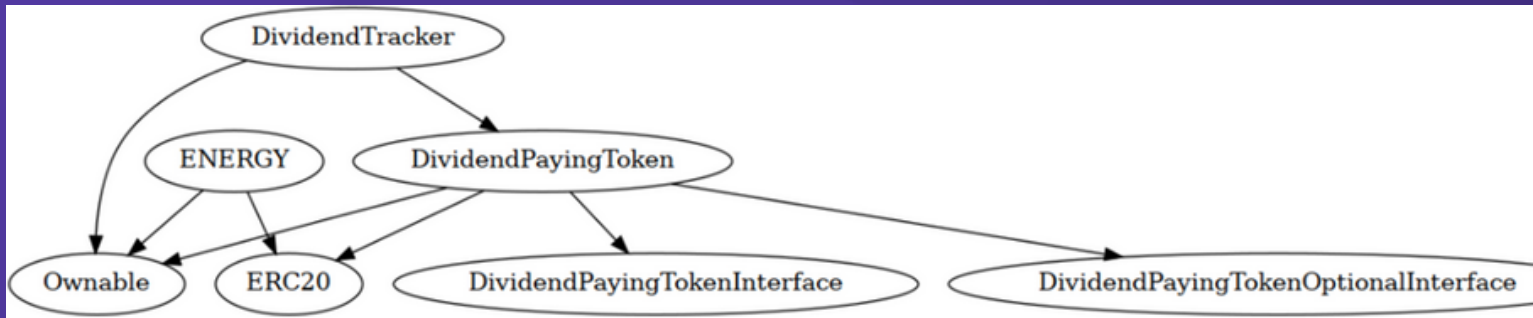 DividendTracker
ENERGY
DividendPayingToken
Ownable
ERC20
DividendPayingTokenInterface
DividendPayingTokenOptionalInterface